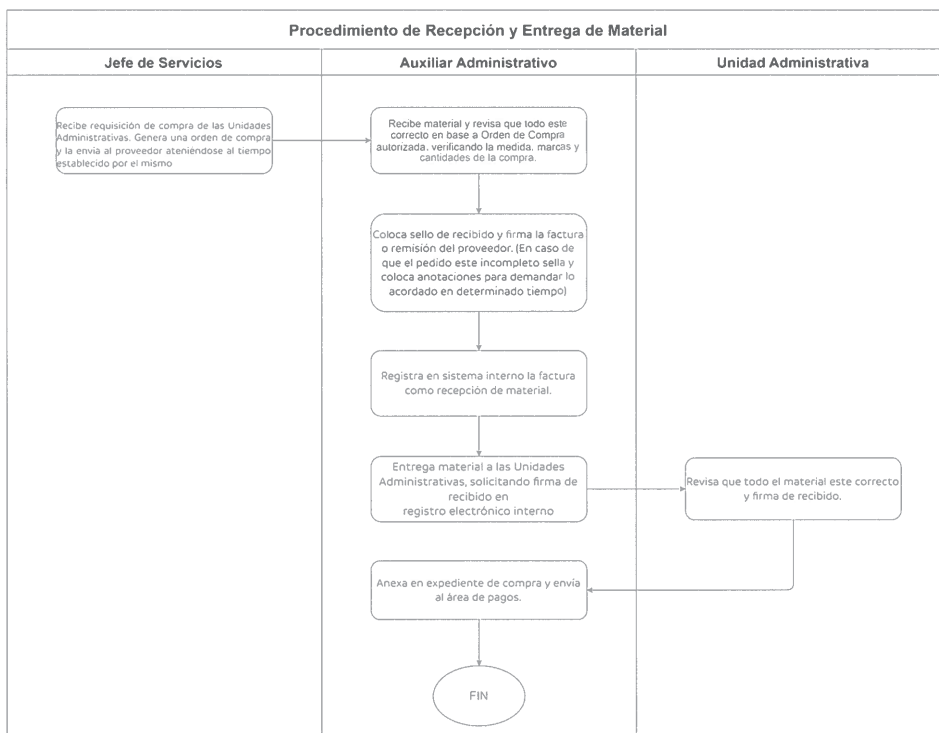 Procedimiento de Recepción y Entrega de Material
Jefe de Servicios
Auxiliar Administrativo
Unidad Administrativa
Recibe requisición de compra de las Unidades
Administrativas. Genera una orden de compra
y la envía al proveedor ateniéndose al tiempo
establecido por el mismo
Recibe material y revisa que todo este
correcto en base a Orden de Compra
autorizada, verificando la medida, marcas y
cantidades de la compra.
Coloca sello de recibido y firma la factura
o remisión del proveedor. (En caso de
que el pedido este incompleto sella y
coloca anotaciones para demandar lo
acordado en determinado tiempo)
Registra en sistema interno la factura
como recepción de material.
Entrega material a las Unidades
Administrativas, solicitando firma de
recibido en
registro electrónico interno
Revisa que todo el material este correcto
y firma de recibido.
Anexa en expediente de compra y envía
al área de pagos.
FIN